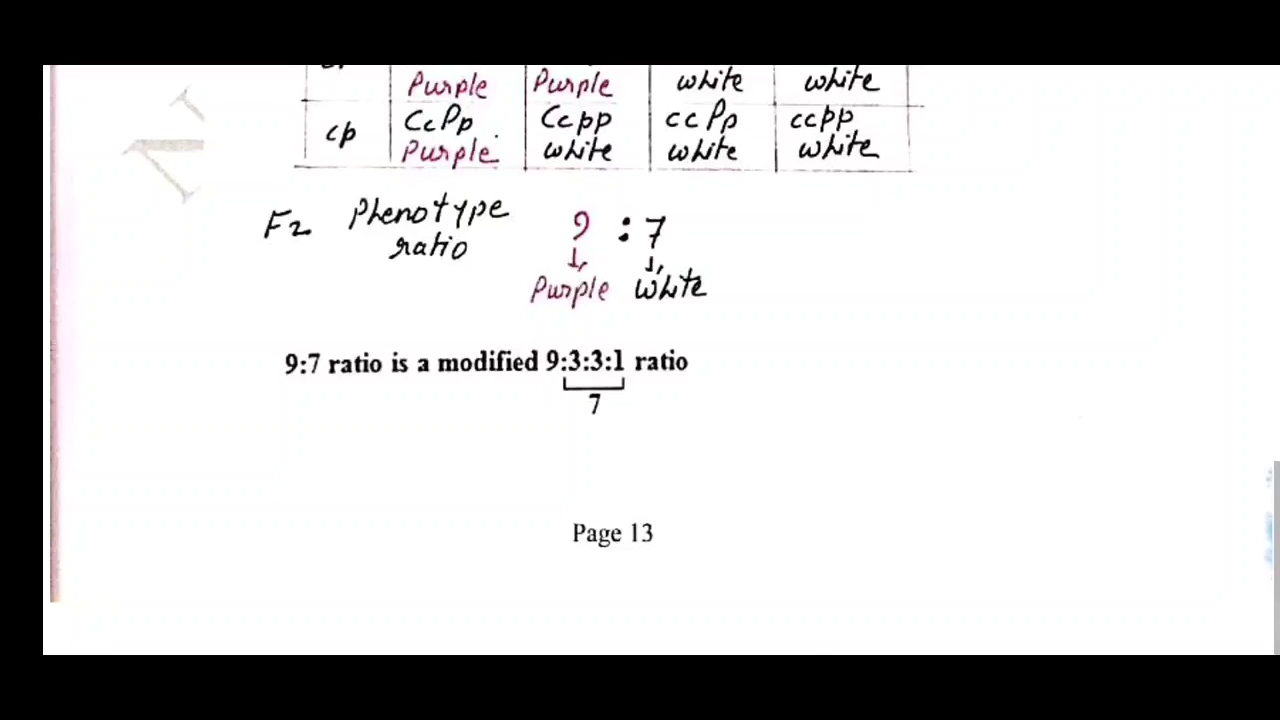 Purple Purple white white
cp CcPp Ccpp ccPp ccpp
Purple white white white
F2 Phenotype ratio 9 : 7
Purple white
9:7 ratio is a modified 9:3:3:1 ratio
7
Page 13